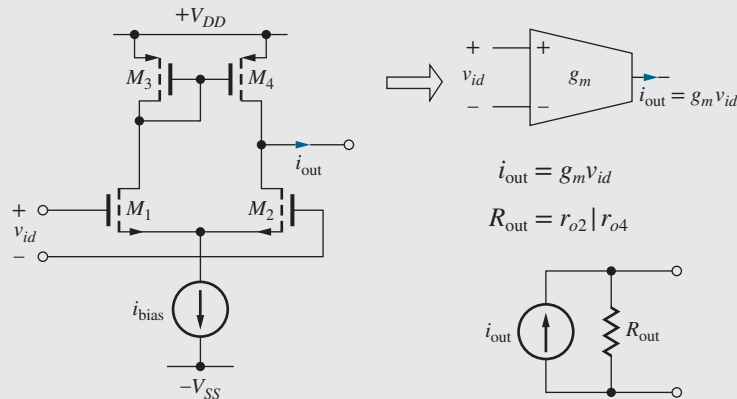 +V_DD
M_3
M_4
i_out
+
v_id
−
M_1
M_2
i_bias
−V_SS
+
v_id
−
+
−
g_m
i_out = g_m v_id
i_out = g_m v_id
R_out = r_o2 | r_o4
i_out
R_out